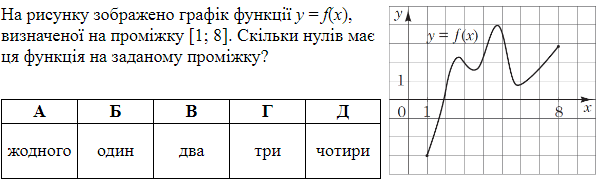 На рисунку зображено графік функції y = f(x),
визначеної на проміжку [1; 8]. Скільки нулів має
ця функція на заданому проміжку?
А Б В Г Д
жодного один два три чотири
y
y = f(x)
1
0 1 8 x